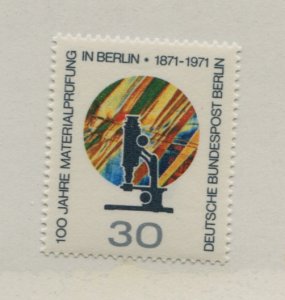 100 JAHRE MATERIALPRÜFUNG
IN BERLIN · 1871-1971
DEUTSCHE BUNDESPOST BERLIN
30